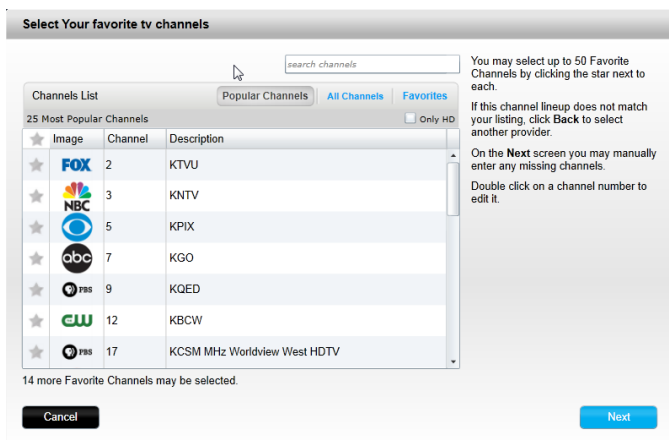 Select Your favorite tv channels
search channels
Channels List
Popular Channels
All Channels
Favorites
25 Most Popular Channels
Only HD
Image Channel Description
FOX 2 KTVU
NBC 3 KNTV
5 KPIX
abc 7 KGO
PBS 9 KQED
CW 12 KBCW
PBS 17 KCSM MHz Worldview West HDTV
14 more Favorite Channels may be selected.
You may select up to 50 Favorite
Channels by clicking the star next to
each.
If this channel lineup does not match
your listing, click Back to select
another provider.
On the Next screen you may manually
enter any missing channels.
Double click on a channel number to
edit it.
Cancel
Next